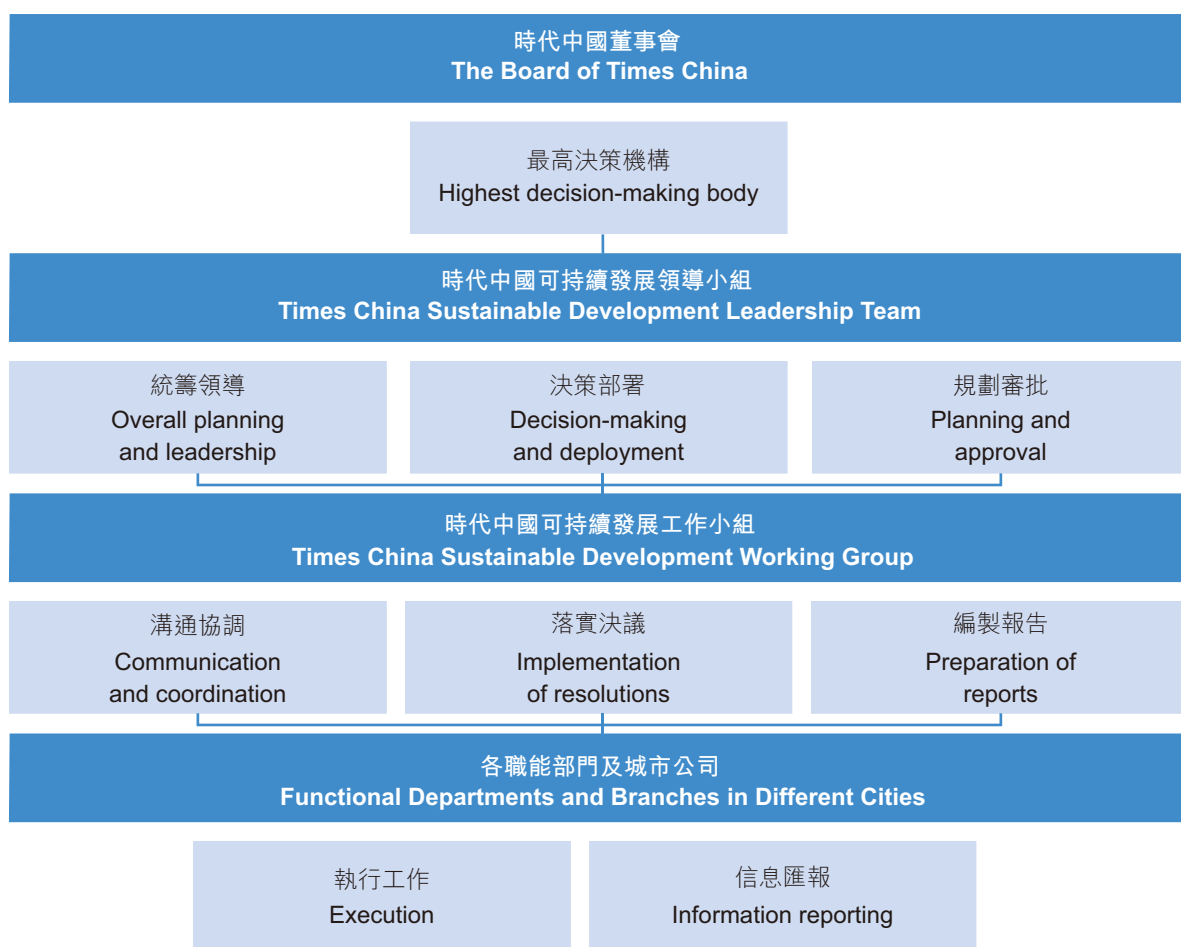 時代中國董事會
The Board of Times China
最高決策機構
Highest decision-making body
時代中國可持續發展領導小組
Times China Sustainable Development Leadership Team
統籌領導
Overall planning
and leadership
決策部署
Decision-making
and deployment
規劃審批
Planning and
approval
時代中國可持續發展工作小組
Times China Sustainable Development Working Group
溝通協調
Communication
and coordination
落實決議
Implementation
of resolutions
編製報告
Preparation of
reports
各職能部門及城市公司
Functional Departments and Branches in Different Cities
執行工作
Execution
信息匯報
Information reporting